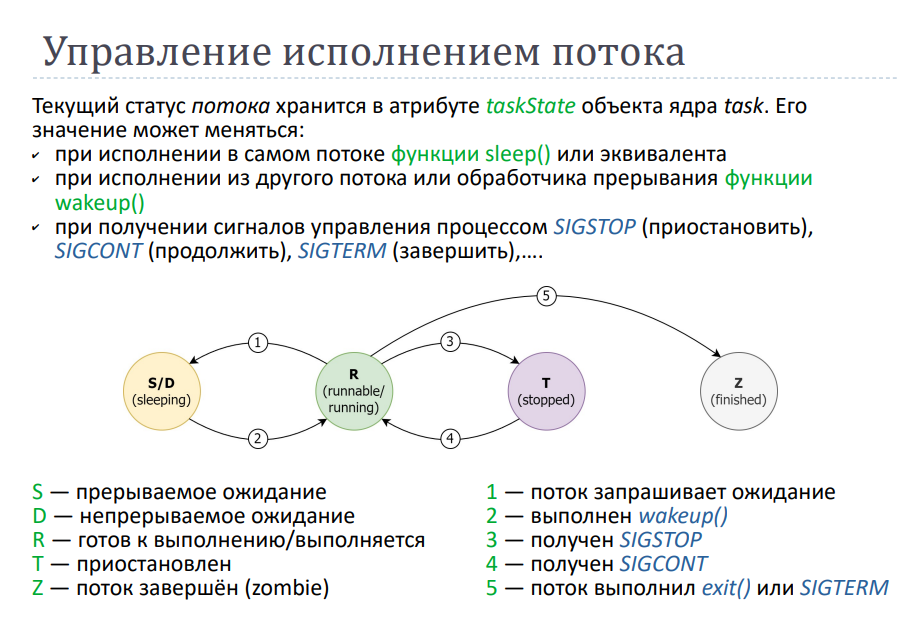 Управление исполнением потока
Текущий статус потока хранится в атрибуте taskState объекта ядра task. Его
значение может меняться:
✓ при исполнении в самом потоке функции sleep() или эквивалента
✓ при исполнении из другого потока или обработчика прерывания функции
wakeup()
✓ при получении сигналов управления процессом SIGSTOP (приостановить),
SIGCONT (продолжить), SIGTERM (завершить),....
5
1
3
S/D
(sleeping)
R
(runnable/
running)
T
(stopped)
Z
(finished)
2
4
S — прерываемое ожидание
D — непрерываемое ожидание
R — готов к выполнению/выполняется
T — приостановлен
Z — поток завершён (zombie)
1 — поток запрашивает ожидание
2 — выполнен wakeup()
3 — получен SIGSTOP
4 — получен SIGCONT
5 — поток выполнил exit() или SIGTERM